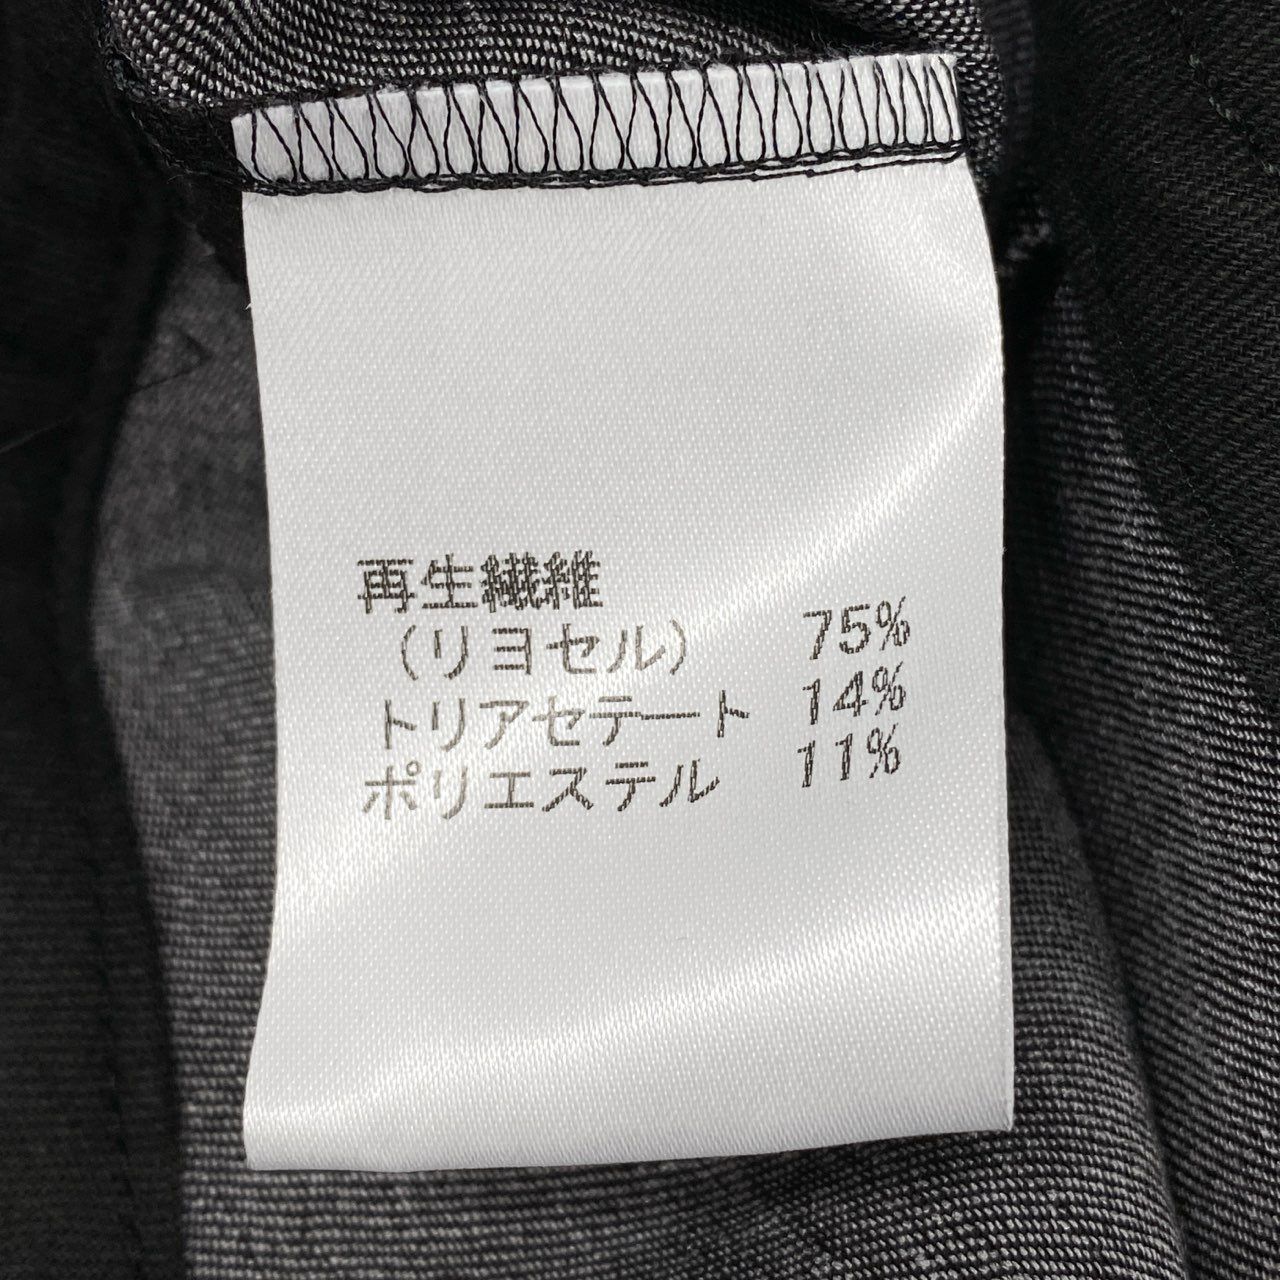 再生繊維
（リヨセル） 75%
トリアセテート 14%
ポリエステル 11%